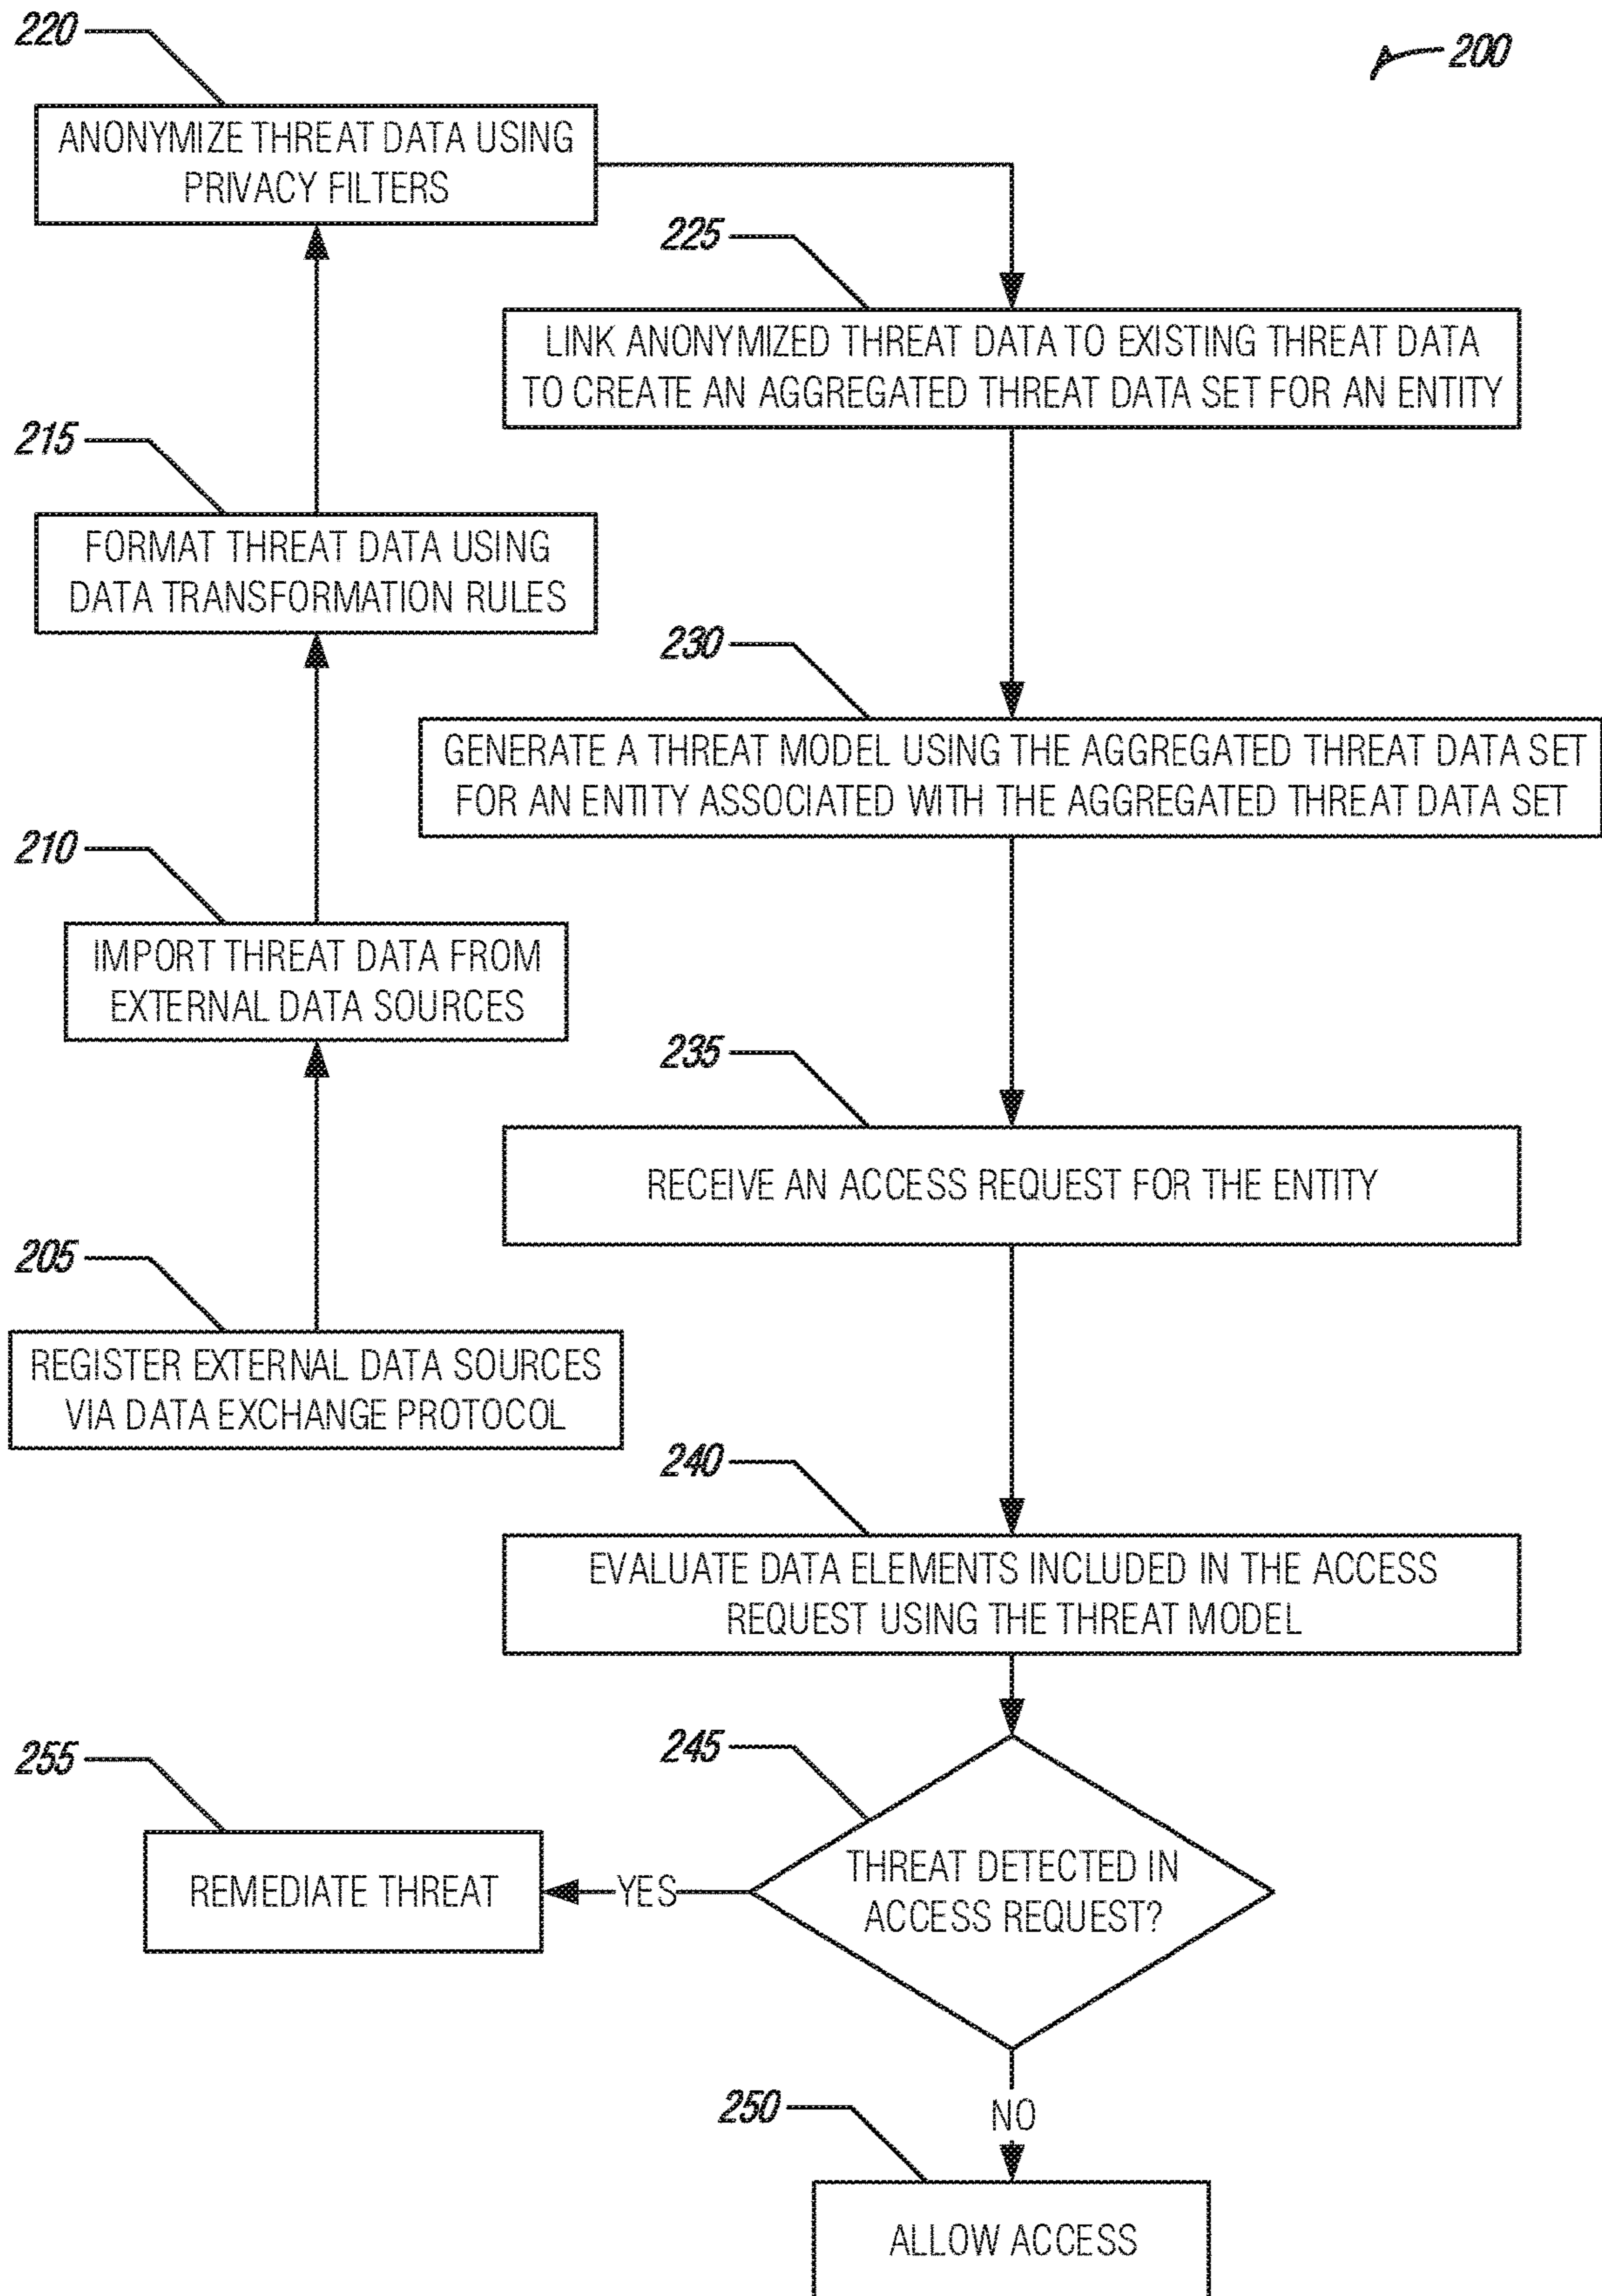 220
200
ANONYMIZE THREAT DATA USING
PRIVACY FILTERS
225
LINK ANONYMIZED THREAT DATA TO EXISTING THREAT DATA
TO CREATE AN AGGREGATED THREAT DATA SET FOR AN ENTITY
215
FORMAT THREAT DATA USING
DATA TRANSFORMATION RULES
230
GENERATE A THREAT MODEL USING THE AGGREGATED THREAT DATA SET
FOR AN ENTITY ASSOCIATED WITH THE AGGREGATED THREAT DATA SET
210
IMPORT THREAT DATA FROM
EXTERNAL DATA SOURCES
235
RECEIVE AN ACCESS REQUEST FOR THE ENTITY
205
REGISTER EXTERNAL DATA SOURCES
VIA DATA EXCHANGE PROTOCOL
240
EVALUATE DATA ELEMENTS INCLUDED IN THE ACCESS
REQUEST USING THE THREAT MODEL
255
245
REMEDIATE THREAT
YES
THREAT DETECTED IN
ACCESS REQUEST?
250
NO
ALLOW ACCESS